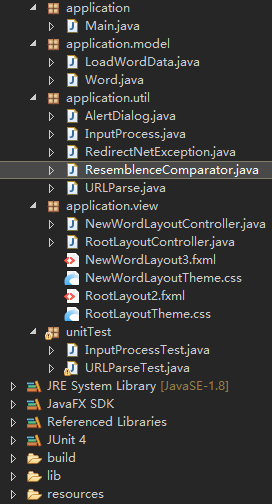 application
Main.java
application.model
LoadWordData.java
Word.java
application.util
AlertDialog.java
InputProcess.java
RedirectNetException.java
ResemblenceComparator.java
URLParse.java
application.view
NewWordLayoutController.java
RootLayoutController.java
NewWordLayout3.fxml
NewWordLayoutTheme.css
RootLayout2.fxml
RootLayoutTheme.css
unitTest
InputProcessTest.java
URLParseTest.java
JRE System Library [JavaSE-1.8]
JavaFX SDK
Referenced Libraries
JUnit 4
build
lib
resources